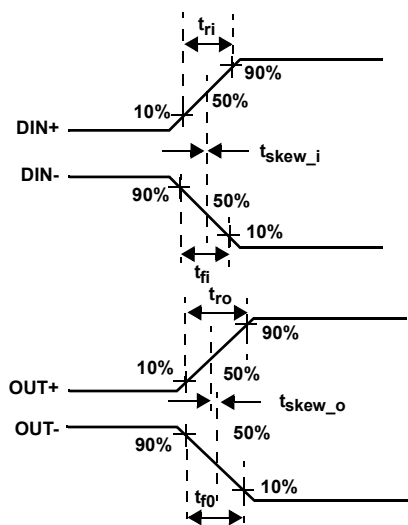 tri
90%
10%
50%
DIN+
tskew_i
DIN-
90%
50%
10%
tfi
tro
90%
10%
50%
OUT+
tskew_o
OUT-
90%
50%
10%
tf0